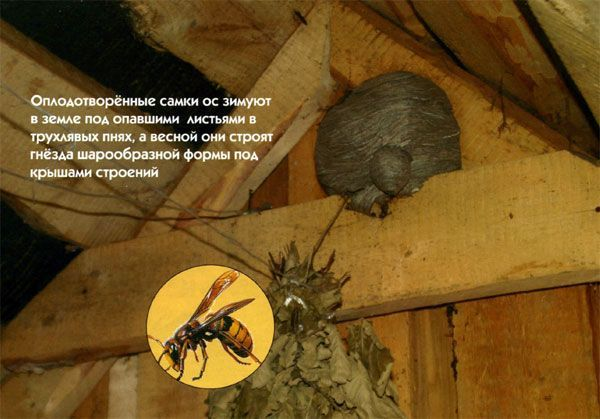 Оплодотворённые самки ос зимуют
в земле под опавшими листьями в
трухлявых пнях, а весной они строят
гнёзда шарообразной формы под
крышами строений